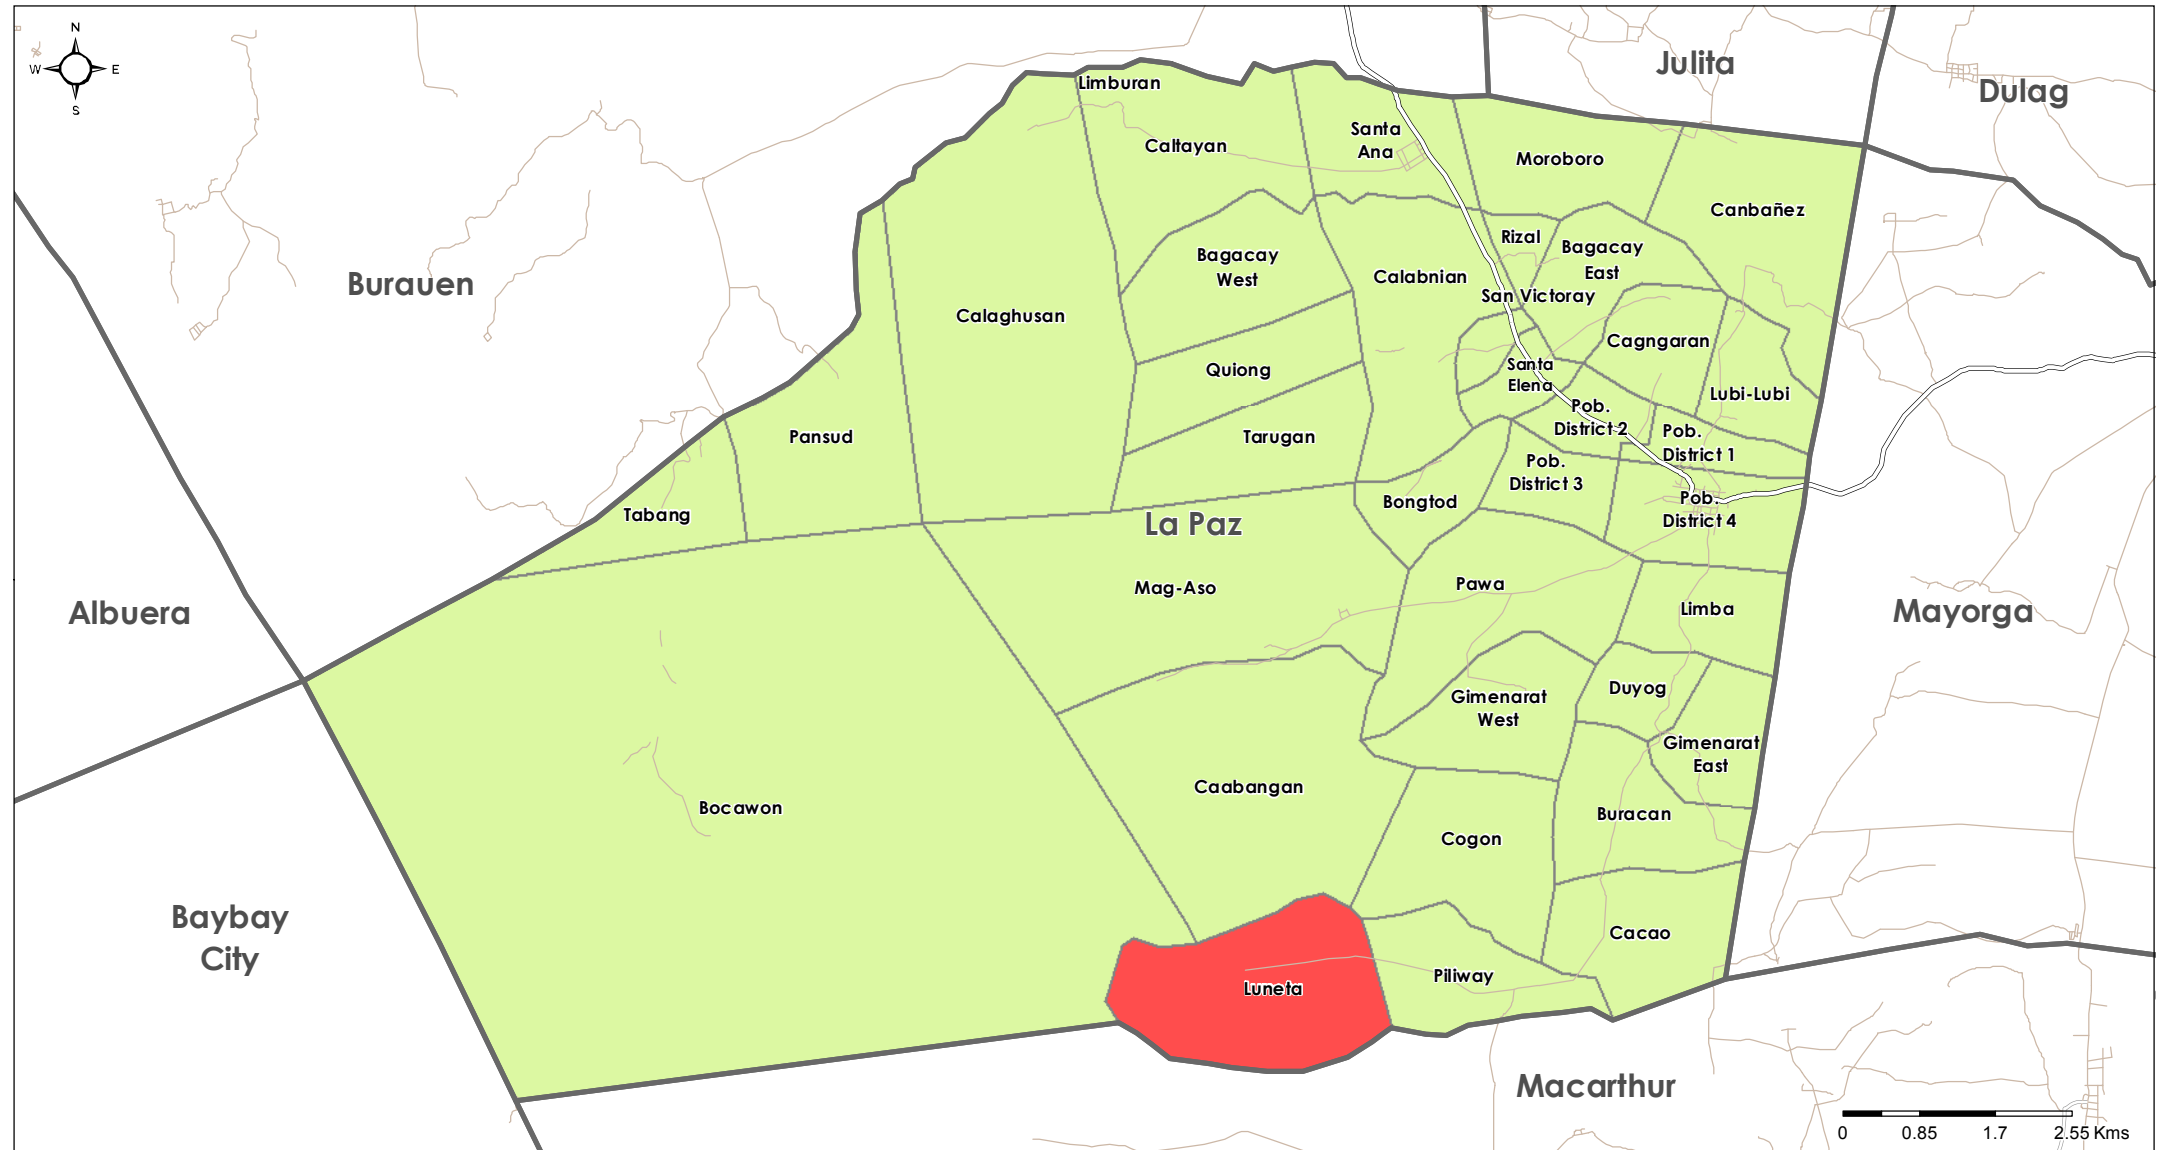 N
W E
S
Julita
Dulag
Limburan
Caltayan
Santa
Ana
Moroboro
Canbañez
Rizal
Bagacay
East
Bagacay
West
Calabnian
San Victoray
Burauen
Calaghusan
Cagngaran
Quiong
Santa
Elena
Lubi-Lubi
Pob.
District 2
Pansud
Tarugan
Pob.
District 1
Pob.
District 3
Bongtod
Pob.
District 4
Tabang
La Paz
Mag-Aso
Pawa
Limba
Albuera
Mayorga
Duyog
Gimenarat
West
Gimenarat
East
Caabangan
Bocawon
Buracan
Cogon
Baybay
City
Cacao
Piliway
Luneta
Macarthur
0 0.85 1.7 2.55 Kms